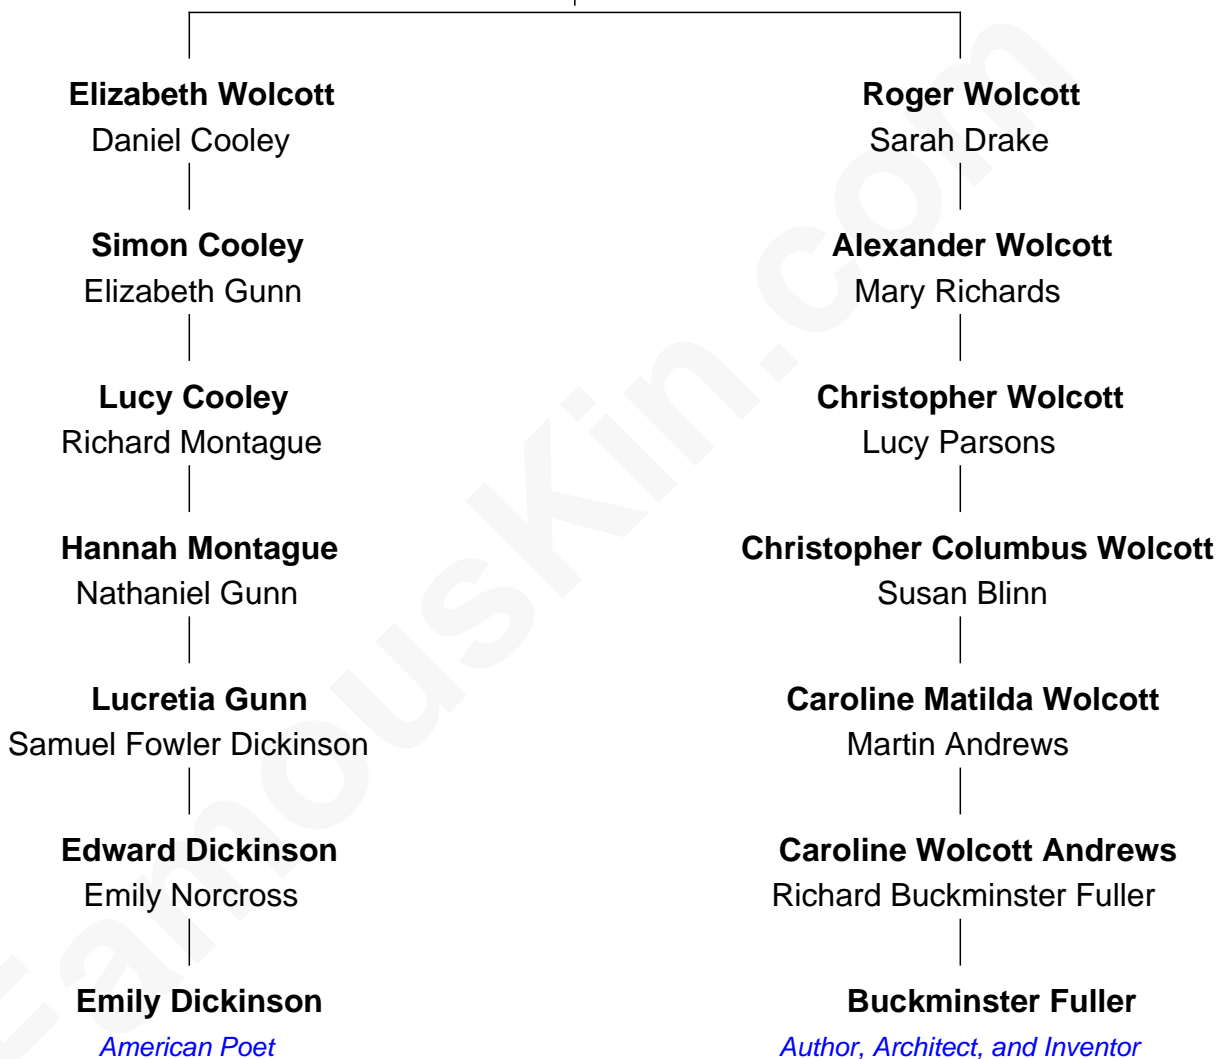 Elizabeth Wolcott
Daniel Cooley
Simon Cooley
Elizabeth Gunn
Lucy Cooley
Richard Montague
Hannah Montague
Nathaniel Gunn
Lucretia Gunn
Samuel Fowler Dickinson
Edward Dickinson
Emily Norcross
Emily Dickinson
American Poet
Roger Wolcott
Sarah Drake
Alexander Wolcott
Mary Richards
Christopher Wolcott
Lucy Parsons
Christopher Columbus Wolcott
Susan Blinn
Caroline Matilda Wolcott
Martin Andrews
Caroline Wolcott Andrews
Richard Buckminster Fuller
Buckminster Fuller
Author, Architect, and Inventor
FamousKin.com